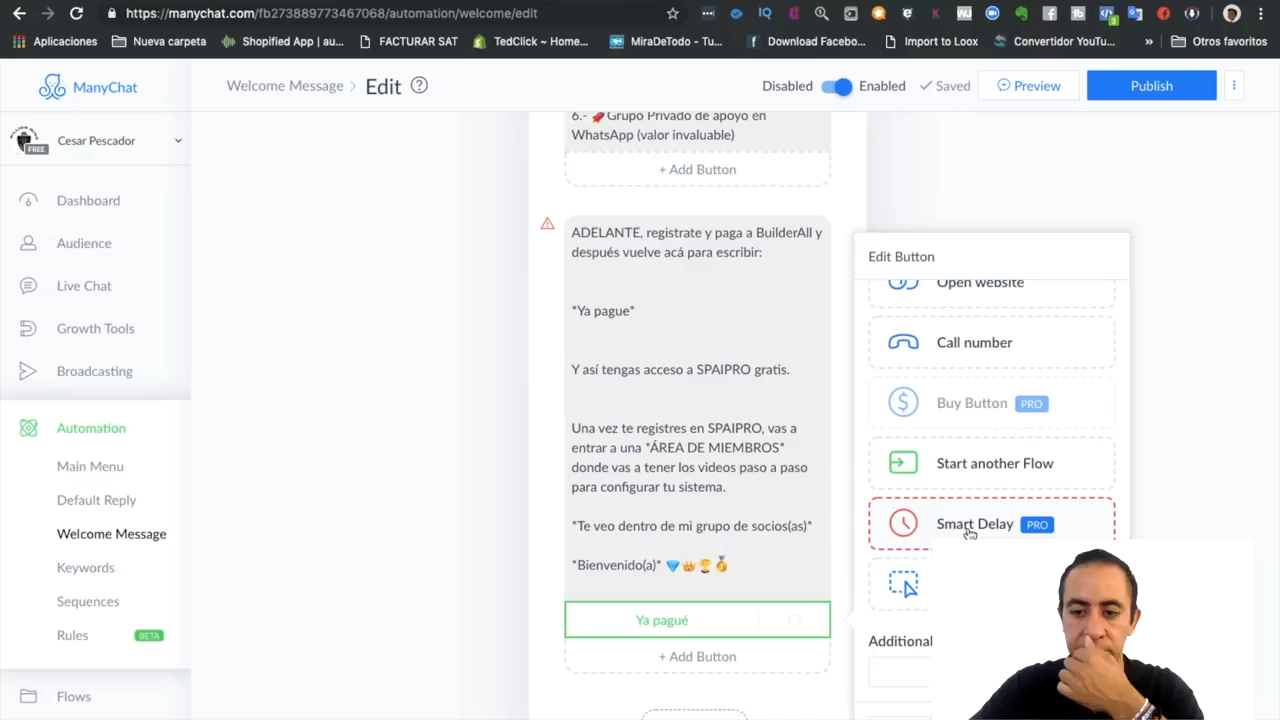 https://manychat.com/fb273889773467068/automation/welcome/edit
Aplicaciones
Nueva carpeta
Shopified App | au...
FACTURAR SAT
TedClick ~ Home...
MiraDeTodo - Tu...
Download Facebo...
Import to Loox
Convertidor YouTu...
»
Otros favoritos
ManyChat
Welcome Message > Edit
Disabled
Enabled
Saved
Preview
Publish
Cesar Pescador
FREE
Dashboard
Audience
Live Chat
Growth Tools
Broadcasting
Automation
Main Menu
Default Reply
Welcome Message
Keywords
Sequences
Rules BETA
Flows
6.- 🚀Grupo Privado de apoyo en
WhatsApp (valor invaluable)
+ Add Button
ADELANTE, registrate y paga a BuilderAll y
después vuelve acá para escribir:
*Ya pague*
Y así tengas acceso a SPAIPRO gratis.
Una vez te registres en SPAIPRO, vas a
entrar a una *ÁREA DE MIEMBROS*
donde vas a tener los videos paso a paso
para configurar tu sistema.
*Te veo dentro de mi grupo de socios(as)*
*Bienvenido(a)* 💎👑🏆🥇
Ya pagué
+ Add Button
Edit Button
Open website
Call number
Buy Button PRO
Start another Flow
Smart Delay PRO
Additional